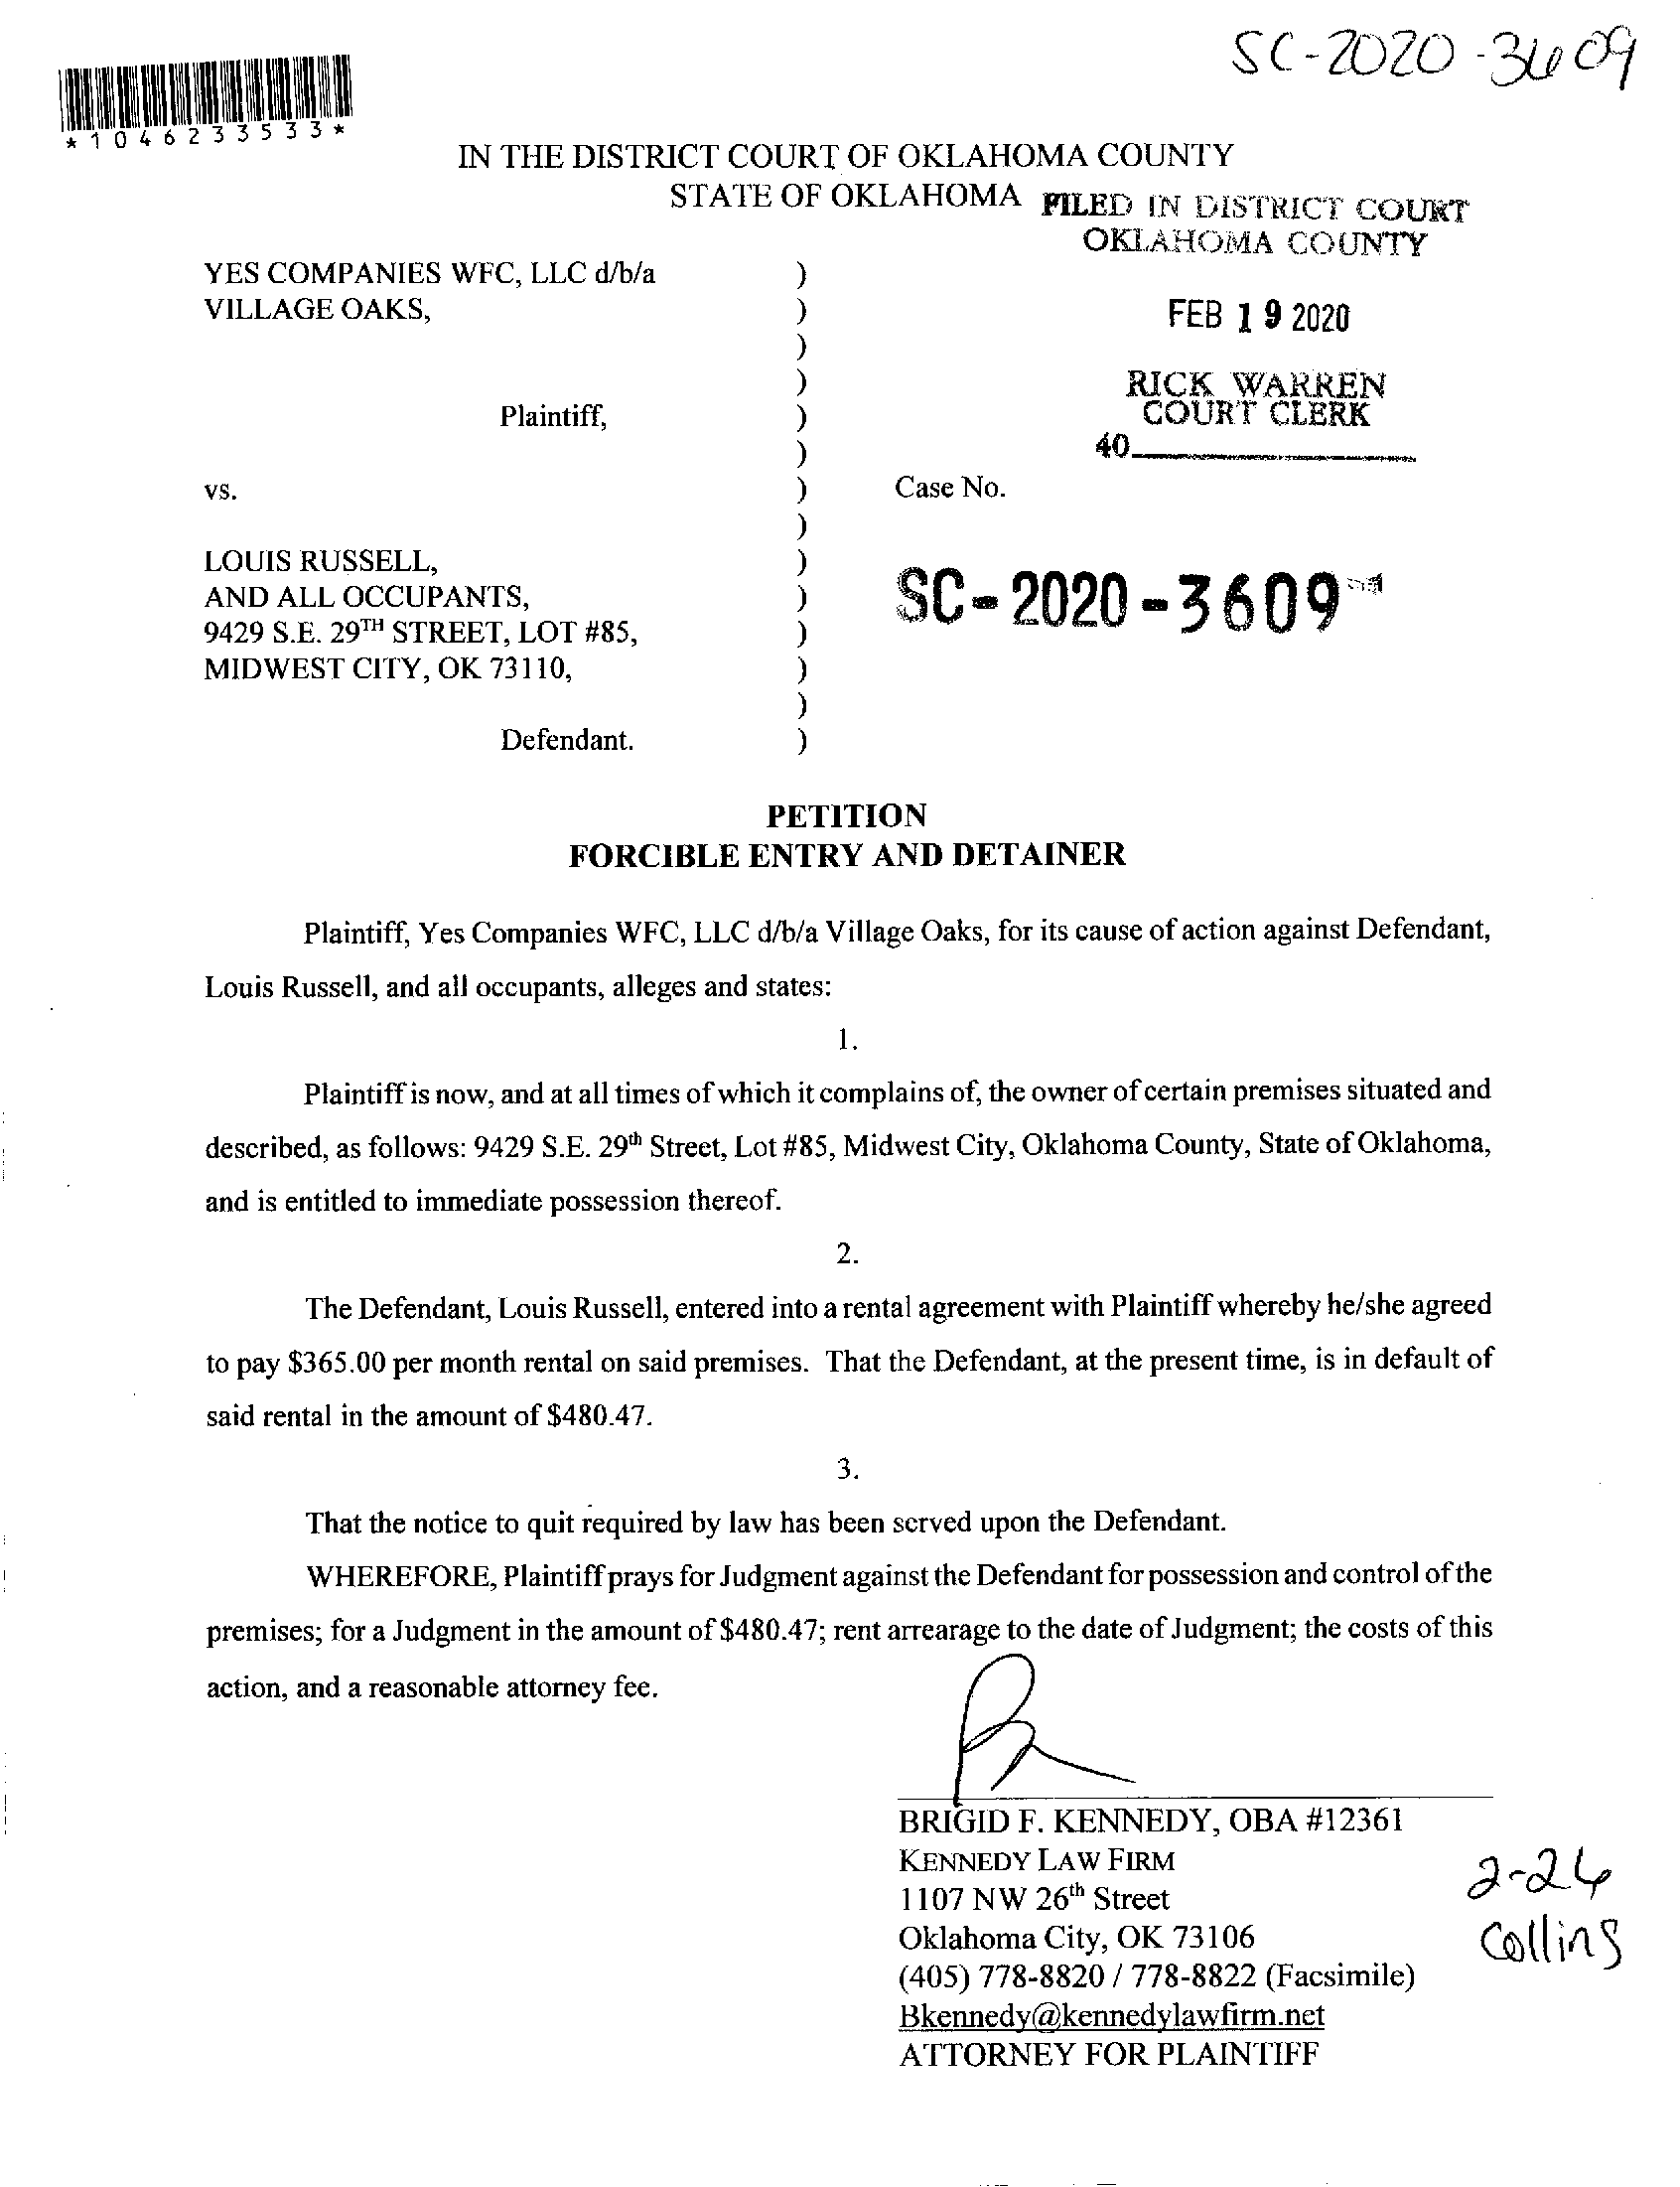 SC-2020-3609
*1046233533*
IN THE DISTRICT COURT OF OKLAHOMA COUNTY
STATE OF OKLAHOMA
FILED IN DISTRICT COURT
OKLAHOMA COUNTY
FEB 19 2020
RICK WARREN
COURT CLERK
40
YES COMPANIES WFC, LLC d/b/a )
VILLAGE OAKS, )
)
)
Plaintiff, )
)
vs. ) Case No.
)
LOUIS RUSSELL, )
AND ALL OCCUPANTS, ) SC-2020-3609
9429 S.E. 29TH STREET, LOT #85, )
MIDWEST CITY, OK 73110, )
)
Defendant. )
PETITION
FORCIBLE ENTRY AND DETAINER
Plaintiff, Yes Companies WFC, LLC d/b/a Village Oaks, for its cause of action against Defendant,
Louis Russell, and all occupants, alleges and states:
1.
Plaintiff is now, and at all times of which it complains of, the owner of certain premises situated and
described, as follows: 9429 S.E. 29th Street, Lot #85, Midwest City, Oklahoma County, State of Oklahoma,
and is entitled to immediate possession thereof.
2.
The Defendant, Louis Russell, entered into a rental agreement with Plaintiff whereby he/she agreed
to pay $365.00 per month rental on said premises. That the Defendant, at the present time, is in default of
said rental in the amount of $480.47.
3.
That the notice to quit required by law has been served upon the Defendant.
WHEREFORE, Plaintiff prays for Judgment against the Defendant for possession and control of the
premises; for a Judgment in the amount of $480.47; rent arrearage to the date of Judgment; the costs of this
action, and a reasonable attorney fee.
BRIGID F. KENNEDY, OBA #12361
KENNEDY LAW FIRM
1107 NW 26th Street
Oklahoma City, OK 73106
(405) 778-8820 / 778-8822 (Facsimile)
Bkennedy@kennedylawfirm.net
ATTORNEY FOR PLAINTIFF
2-26
Collins